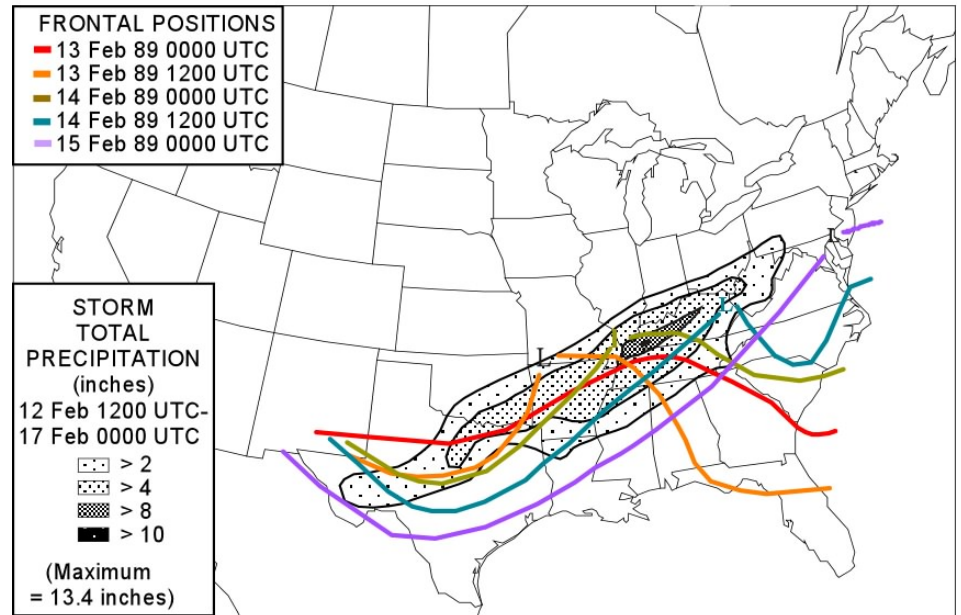 FRONTAL POSITIONS
13 Feb 89 0000 UTC
13 Feb 89 1200 UTC
14 Feb 89 0000 UTC
14 Feb 89 1200 UTC
15 Feb 89 0000 UTC
L
L
L
L
STORM
TOTAL
PRECIPITATION
(inches)
12 Feb 1200 UTC-
17 Feb 0000 UTC
> 2
> 4
> 8
> 10
(Maximum
= 13.4 inches)